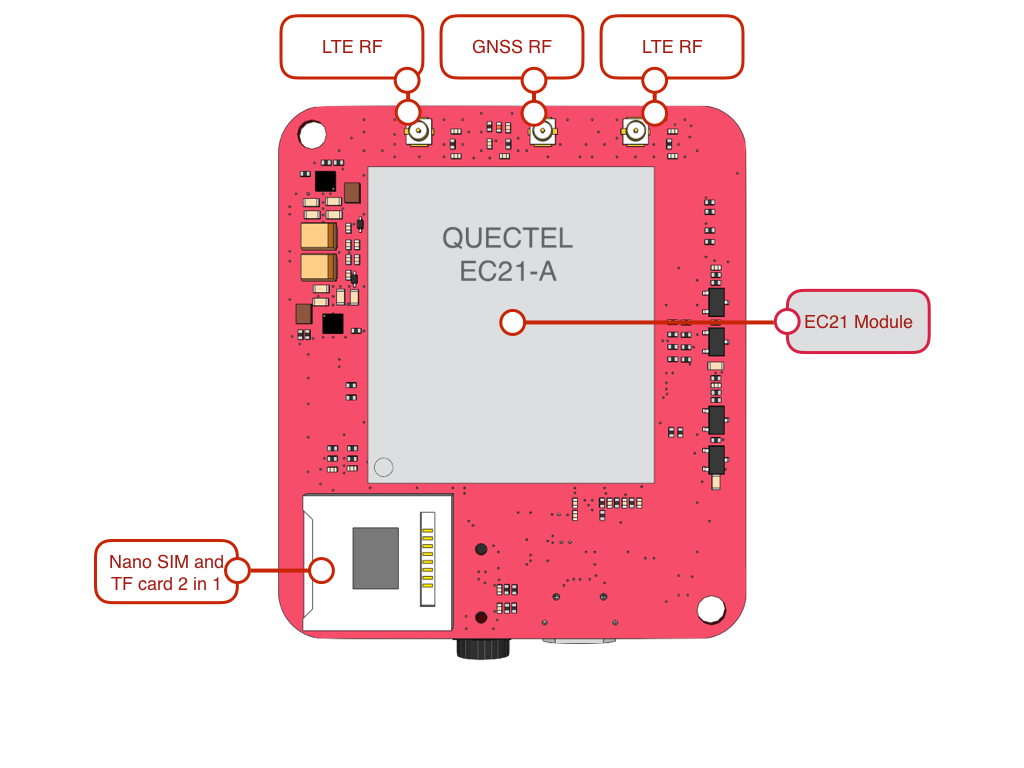 LTE RF
GNSS RF
LTE RF
QUECTEL
EC21-A
EC21 Module
Nano SIM and
TF card 2 in 1